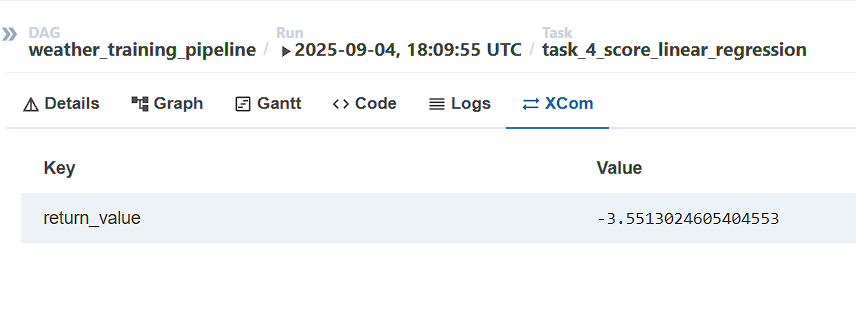 DAG Run Task
weather_training_pipeline / 2025-09-04, 18:09:55 UTC / task_4_score_linear_regression
Details Graph Gantt Code Logs XCom
Key Value
return_value -3.5513024605404553